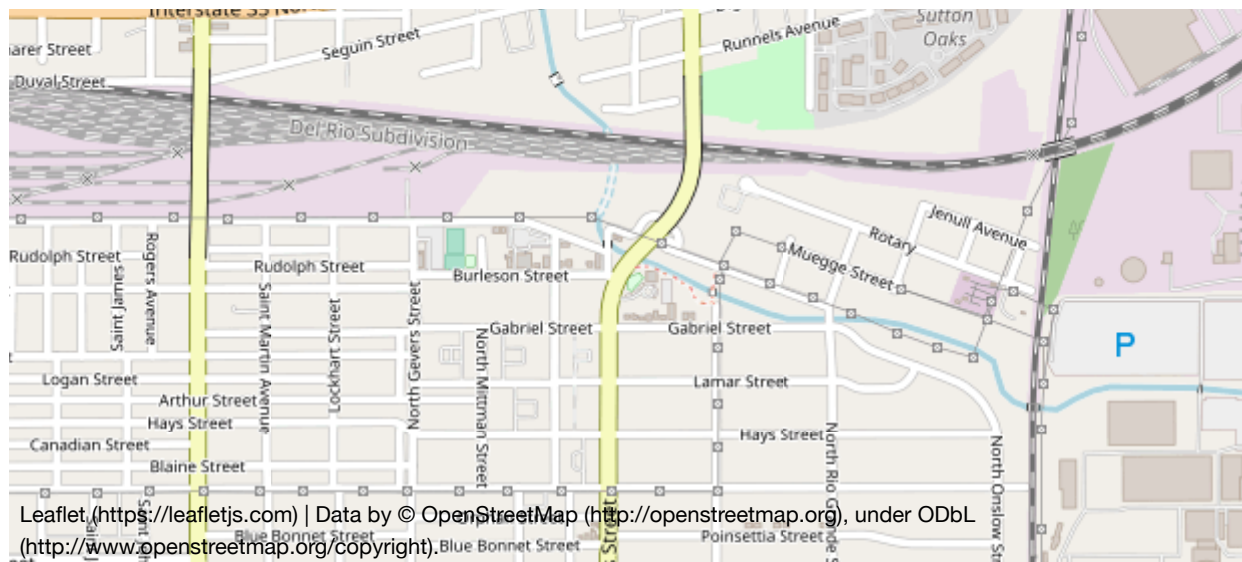 Interstate 35 Nor
Sutton
Oaks
Runnels Avenue
Seguin Street
arer Street
Duval Street
Del Rio Subdivision
Jenull Avenue
Rotary
Muegge Street
Rudolph Street
Rogers Avenue
Saint James
Rudolph Street
Burleson Street
Saint Martin Avenue
Lockhart Street
North Gevers Street
North Mittman Street
Gabriel Street
Gabriel Street
P
Logan Street
Lamar Street
Arthur Street
Hays Street
Hays Street
Canadian Street
Blaine Street
North Rio Grande S
North Onslow Str
Leaflet (https://leafletjs.com) | Data by © OpenStreetMap (http://openstreetmap.org), under ODbL
(http://www.openstreetmap.org/copyright).
Blue Bonnet Street
Blue Bonnet Street
Poinsettia Street
s Street